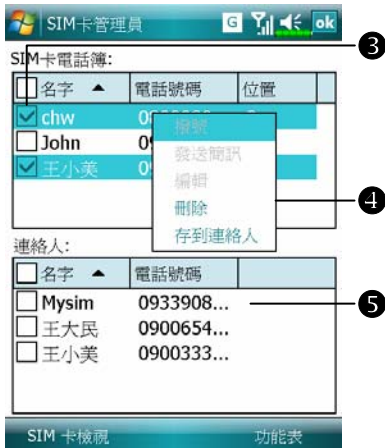 SIM卡管理員 G ok
SIM卡電話簿:
名字 ▲ 電話號碼 位置
chw
John
王小美
撥號
發送簡訊
編輯
刪除
存到連絡人
連絡人:
名字 ▲ 電話號碼
Mysim 0933908...
王大民 0900654...
王小美 0900333...
SIM 卡檢視 功能表
❸
❹
❺